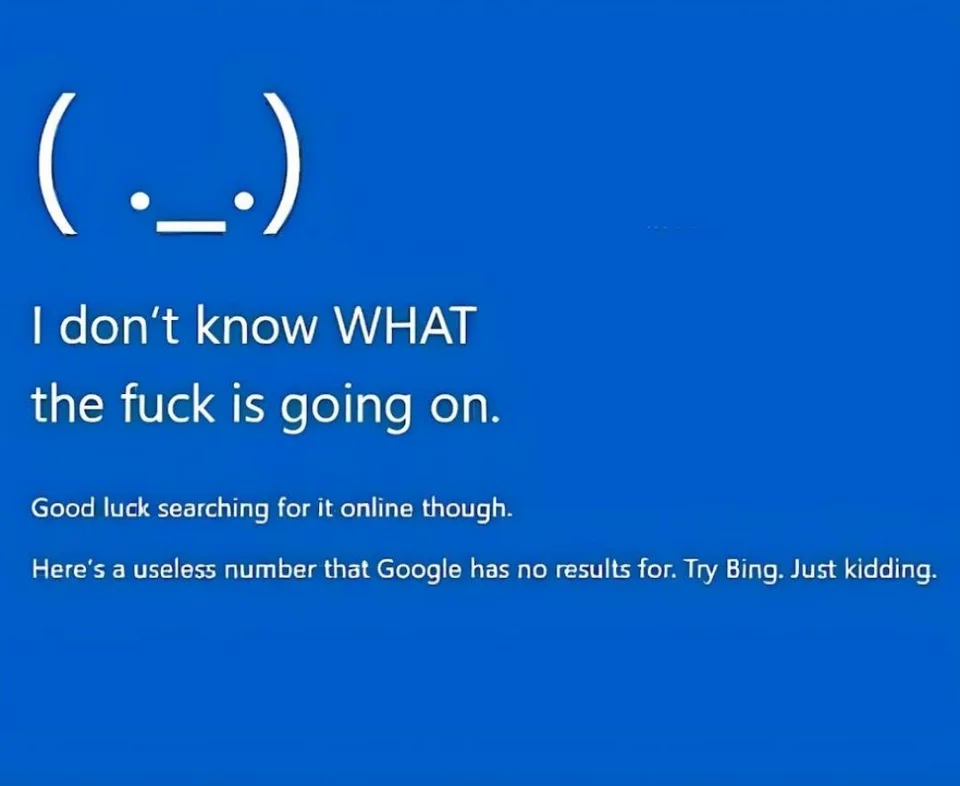 ( ._.)
I don't know WHAT
the fuck is going on.
Good luck searching for it online though.
Here's a useless number that Google has no results for. Try Bing. Just kidding.